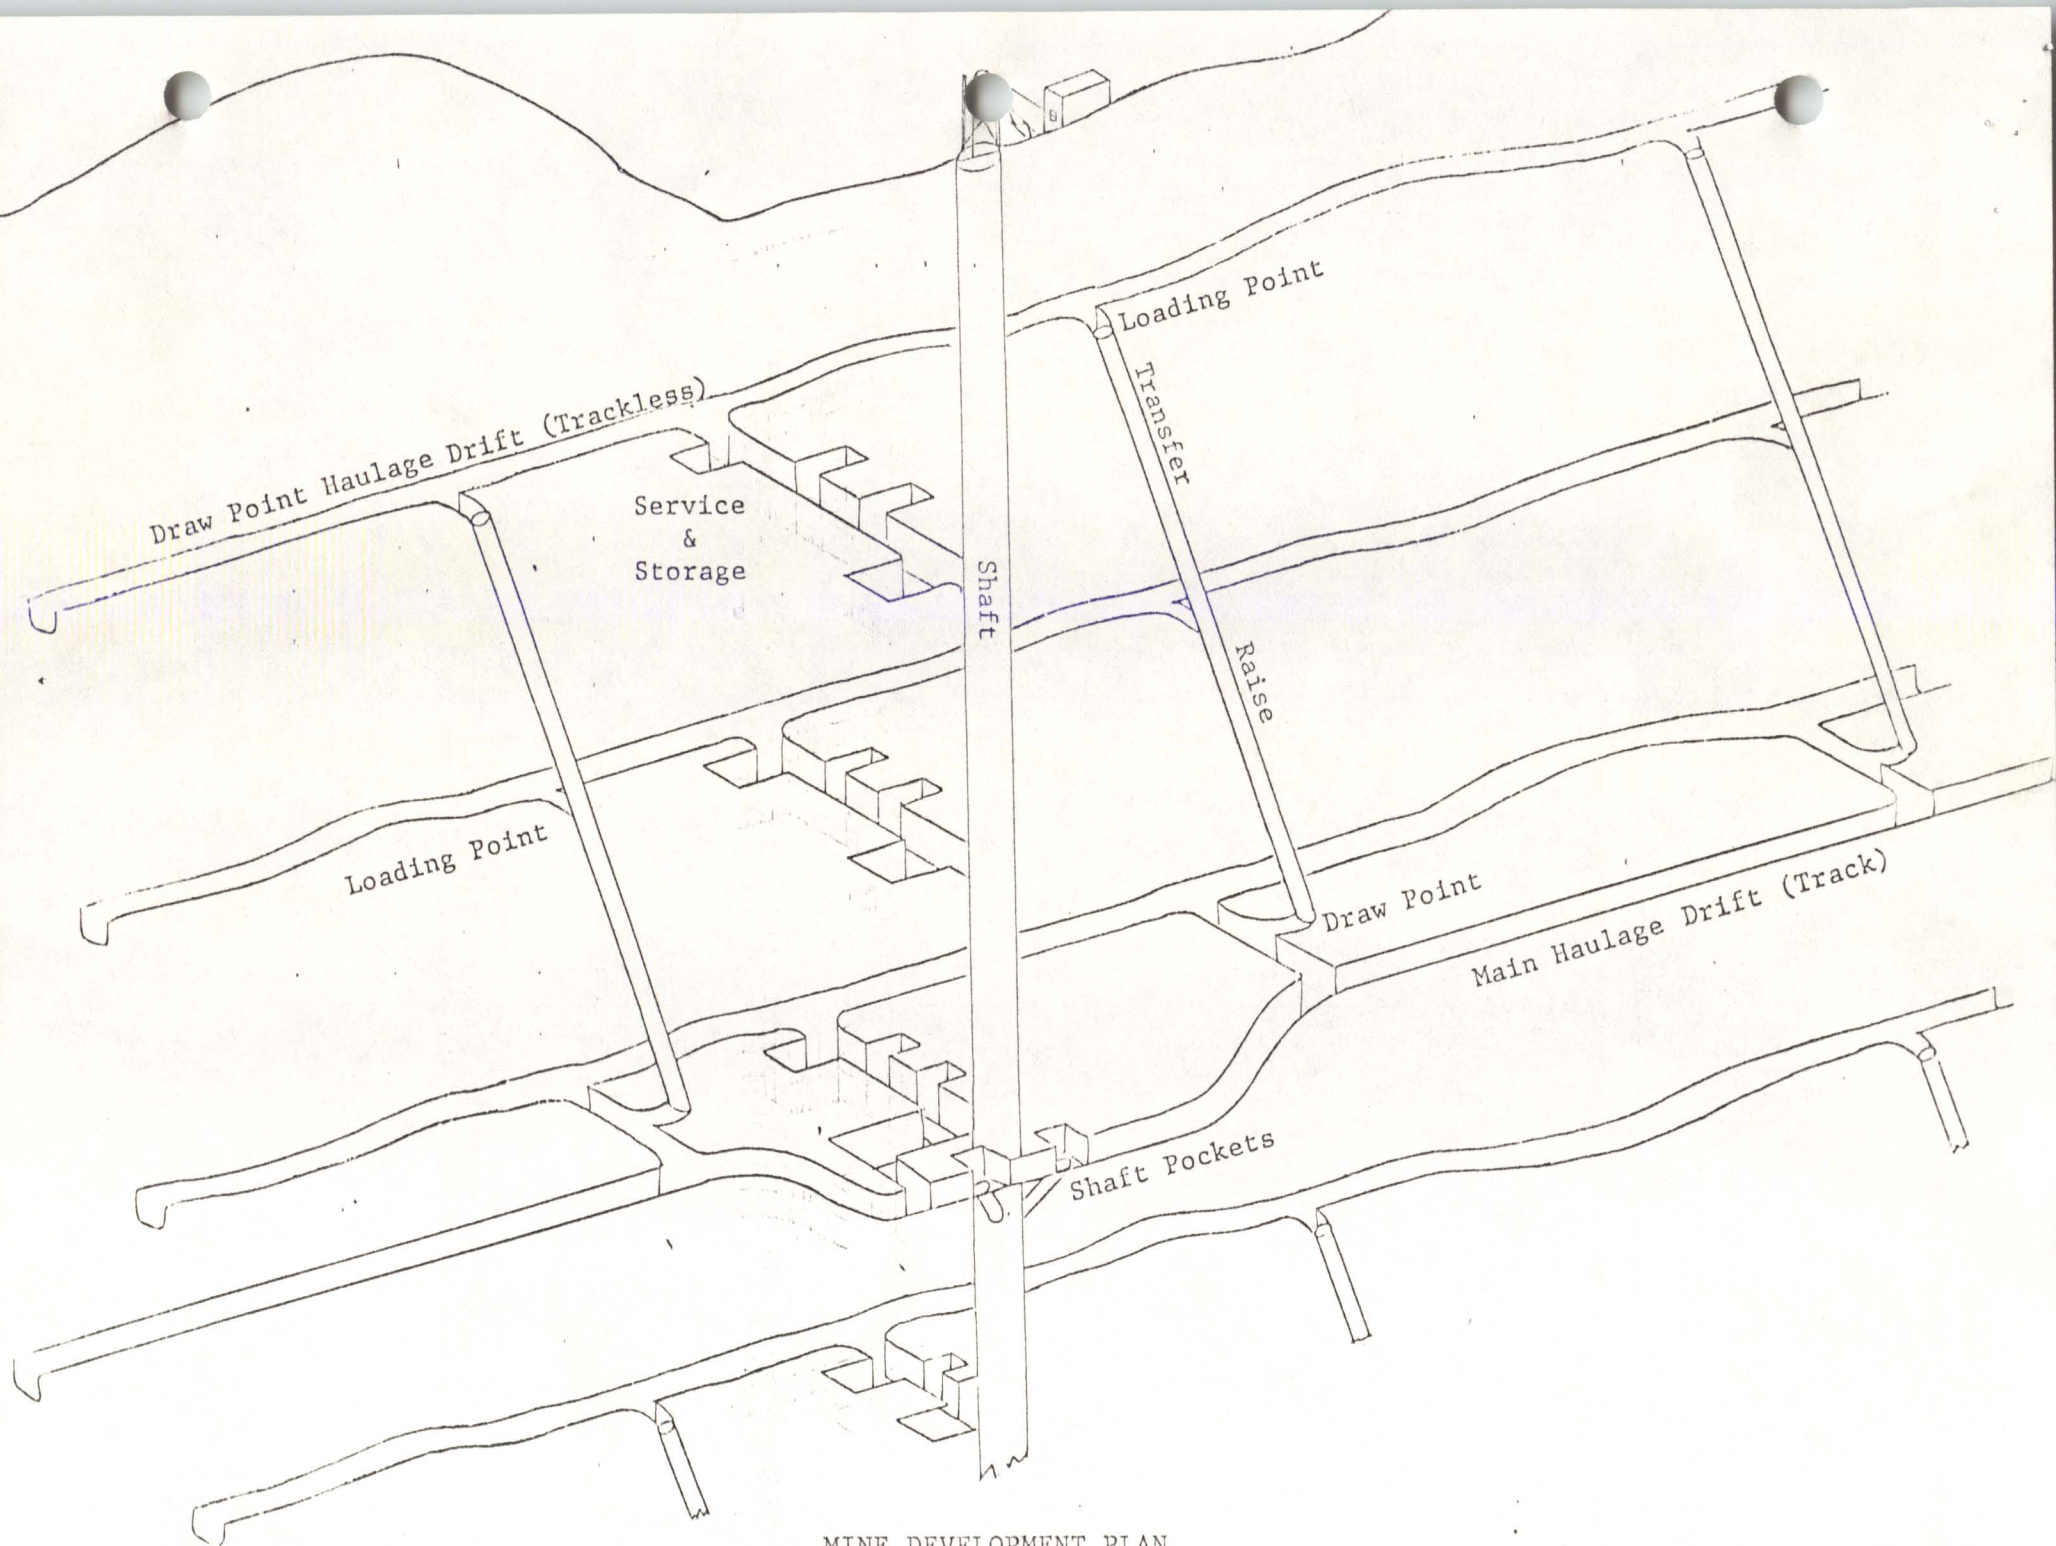 Loading Point
Draw Point Haulage Drift (Trackless)
Transfer
Service
&
Storage
Shaft
Raise
Loading Point
Draw Point
Main Haulage Drift (Track)
Shaft Pockets
MINE DEVELOPMENT PLAN